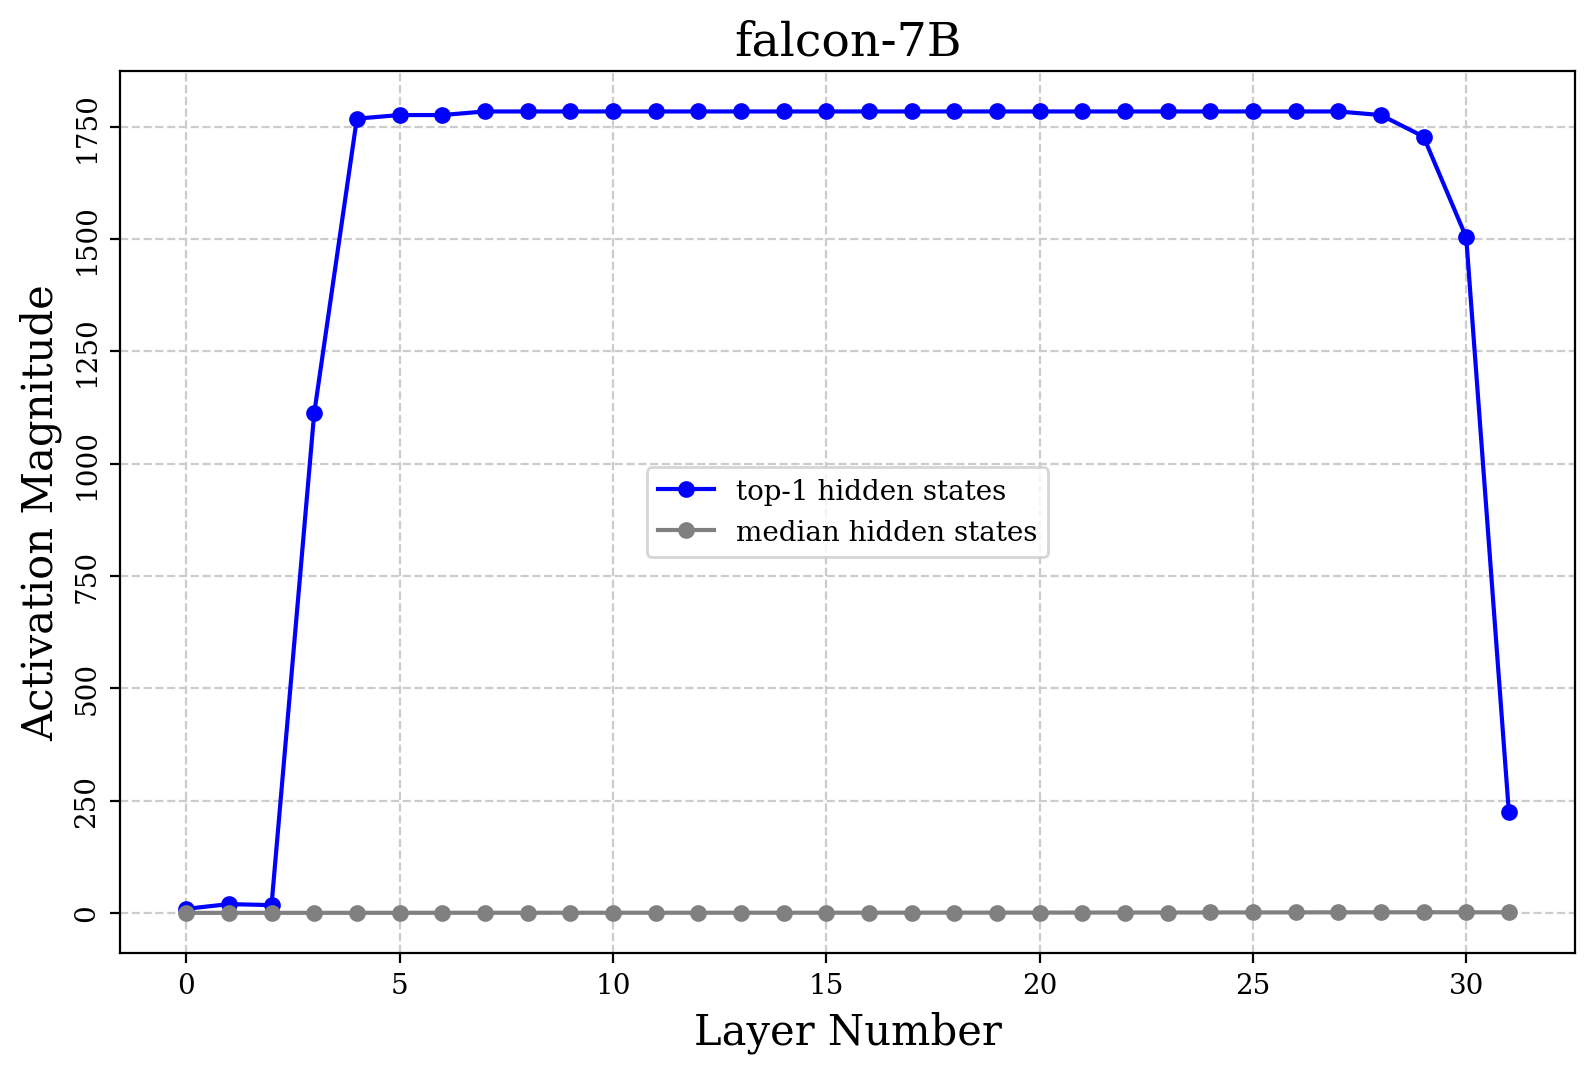 falcon-7B
Activation Magnitude
1750
1500
1250
1000
750
500
250
0
top-1 hidden states
median hidden states
0 5 10 15 20 25 30
Layer Number